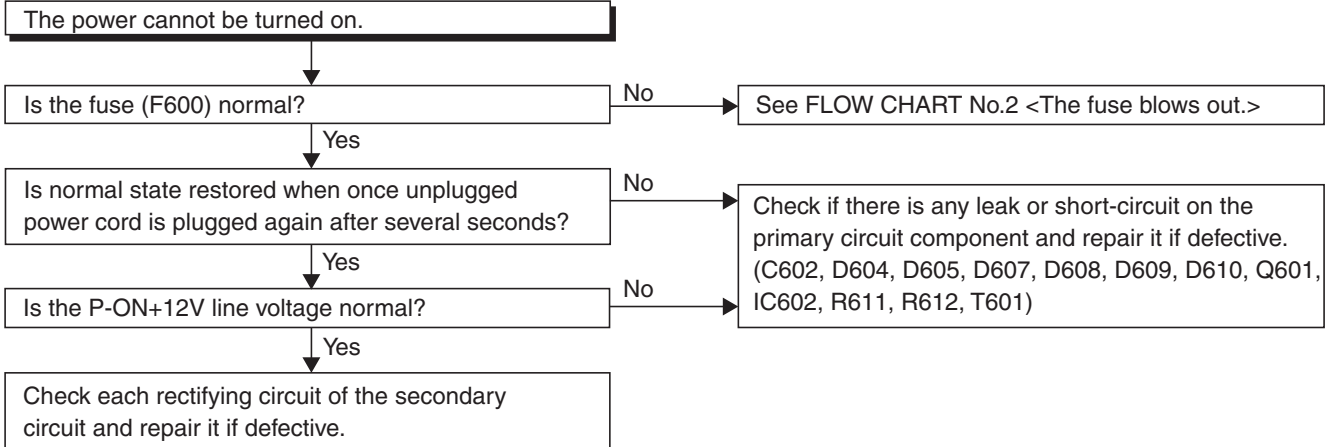 The power cannot be turned on.
Is the fuse (F600) normal?
No
See FLOW CHART No.2 <The fuse blows out.>
Yes
Is normal state restored when once unplugged
power cord is plugged again after several seconds?
No
Check if there is any leak or short-circuit on the
primary circuit component and repair it if defective.
(C602, D604, D605, D607, D608, D609, D610, Q601,
IC602, R611, R612, T601)
Yes
Is the P-ON+12V line voltage normal?
No
Yes
Check each rectifying circuit of the secondary
circuit and repair it if defective.